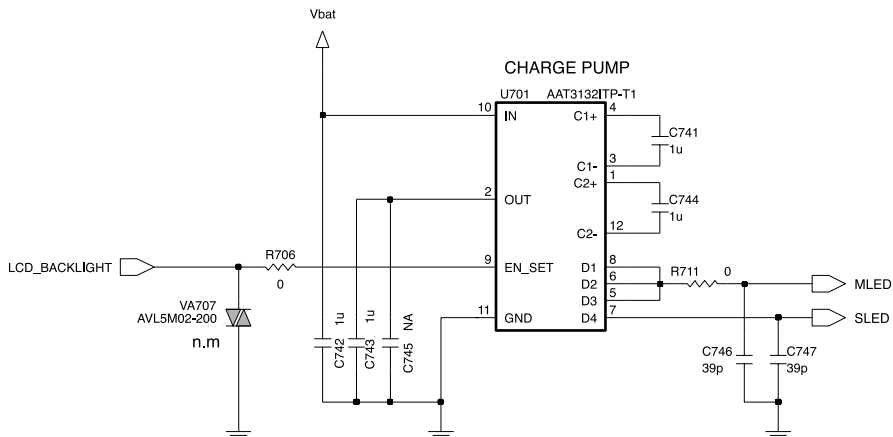 Vbat
CHARGE PUMP
U701 AAT3132ITP-T1
10 IN C1+ 4
C741
1u
C1- 3
C2+ 1
2 OUT
C744
1u
C2- 12
LCD_BACKLIGHT
R706
0
9 EN_SET D1 8
D2 6
D3 5
R711 0
MLED
11 GND D4 7
SLED
VA707
AVL5M02-200
n.m
C742 1u
C743 1u
C745 NA
C746
39p
C747
39p